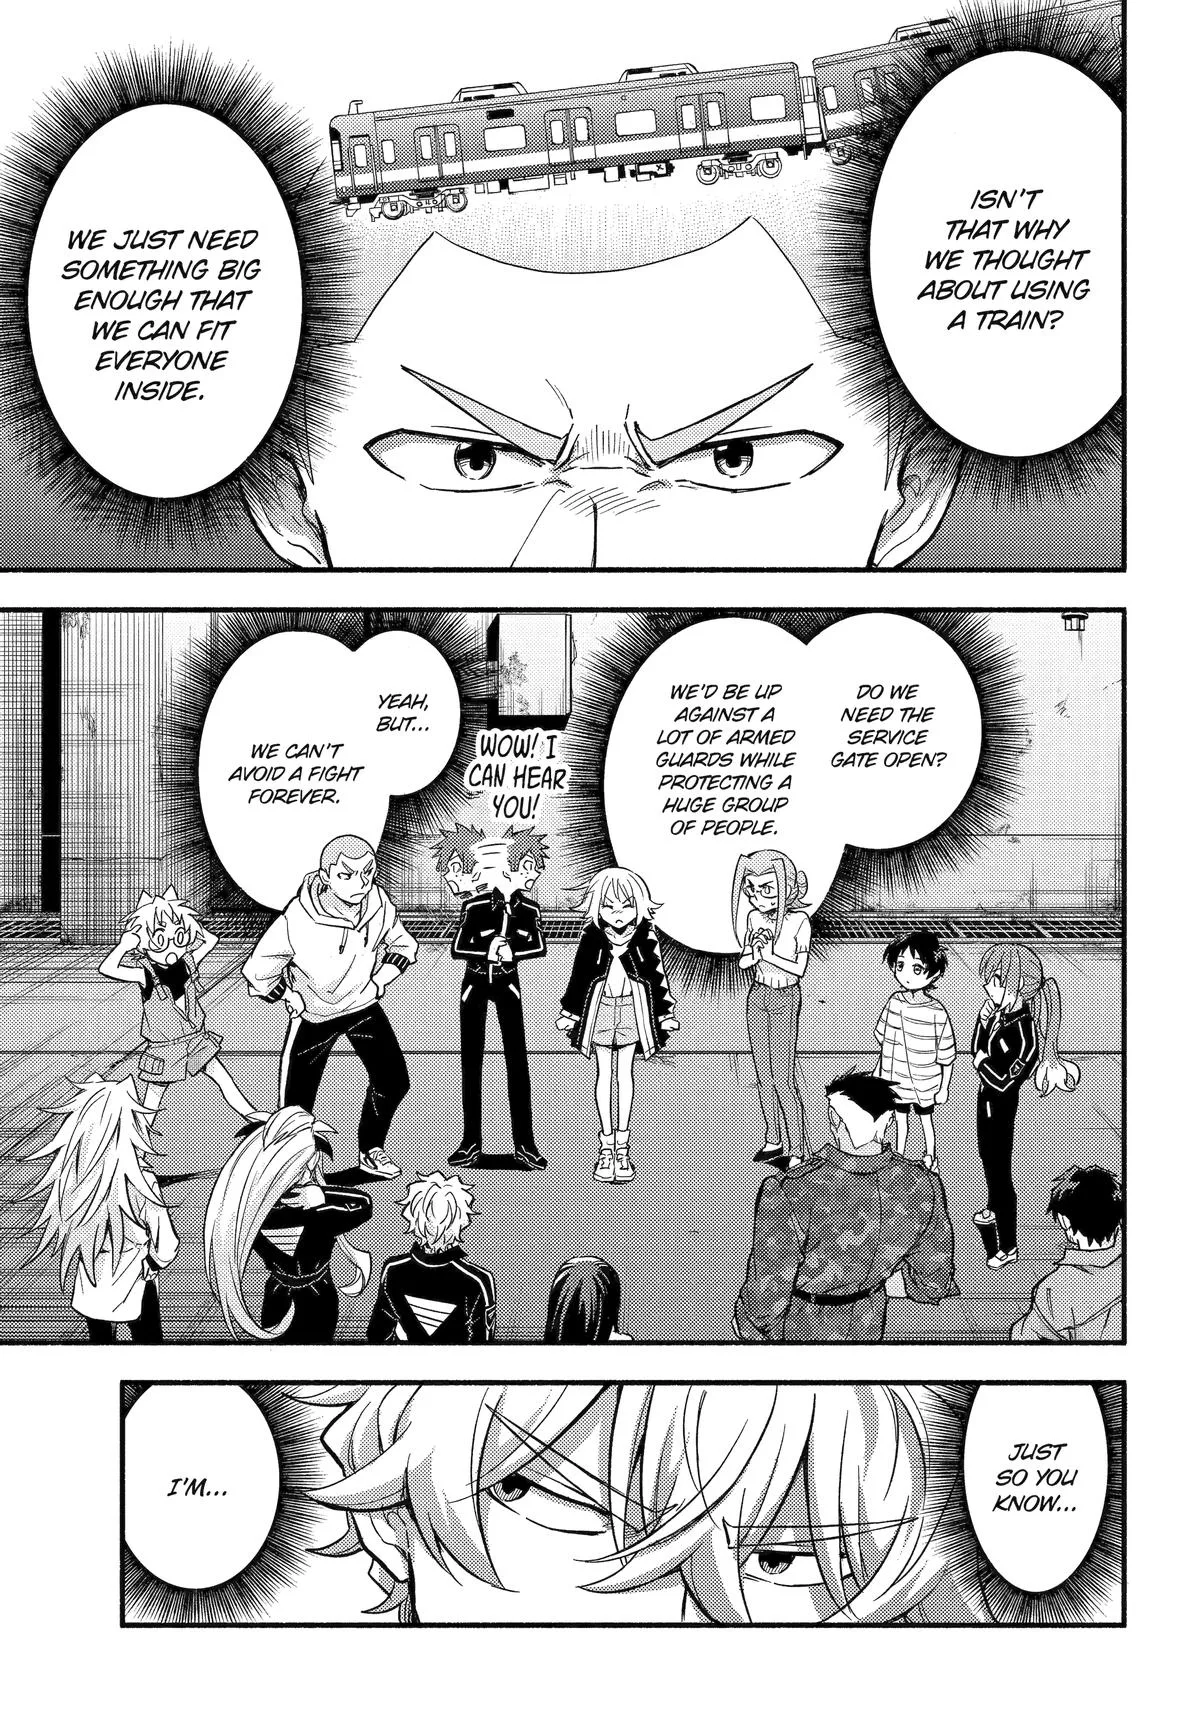 ISN'T
THAT WHY
WE THOUGHT
ABOUT USING
A TRAIN?
WE JUST NEED
SOMETHING BIG
ENOUGH THAT
WE CAN FIT
EVERYONE
INSIDE.
DO WE
NEED THE
SERVICE
GATE OPEN?
WE'D BE UP
AGAINST A
LOT OF ARMED
GUARDS WHILE
PROTECTING A
HUGE GROUP
OF PEOPLE.
WOW! I
CAN HEAR
YOU!
YEAH,
BUT...
WE CAN'T
AVOID A FIGHT
FOREVER.
JUST
SO YOU
KNOW...
I'M...